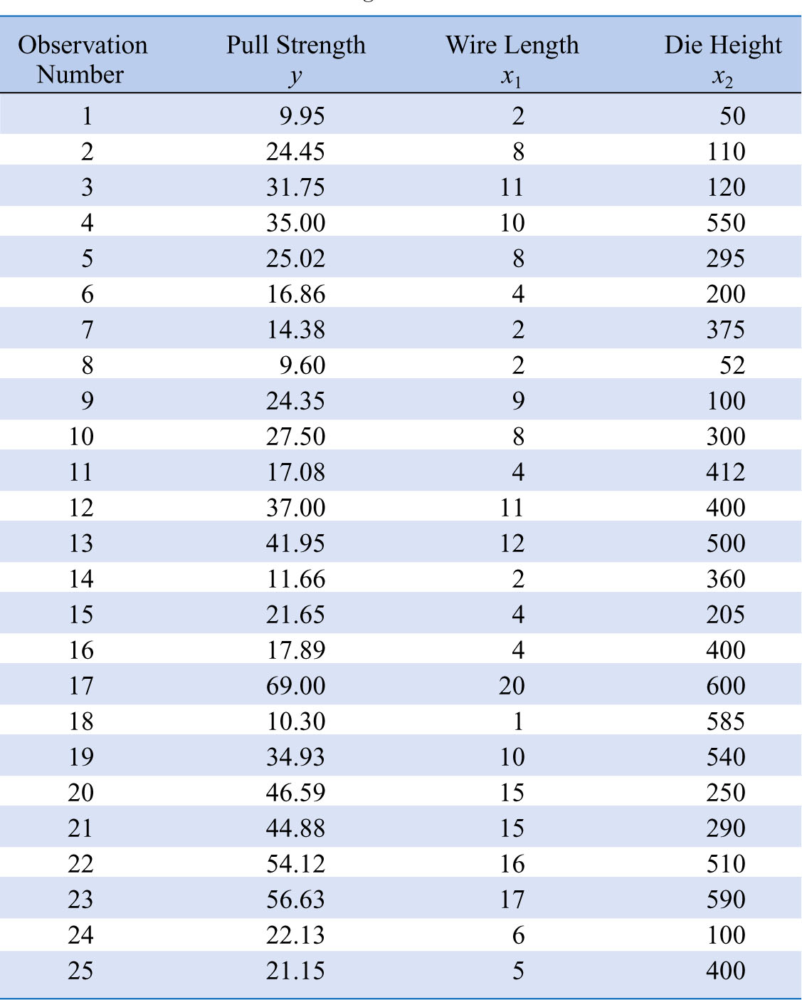 Observation Number Pull Strength y Wire Length x₁ Die Height x₂
1 9.95 2 50
2 24.45 8 110
3 31.75 11 120
4 35.00 10 550
5 25.02 8 295
6 16.86 4 200
7 14.38 2 375
8 9.60 2 52
9 24.35 9 100
10 27.50 8 300
11 17.08 4 412
12 37.00 11 400
13 41.95 12 500
14 11.66 2 360
15 21.65 4 205
16 17.89 4 400
17 69.00 20 600
18 10.30 1 585
19 34.93 10 540
20 46.59 15 250
21 44.88 15 290
22 54.12 16 510
23 56.63 17 590
24 22.13 6 100
25 21.15 5 400